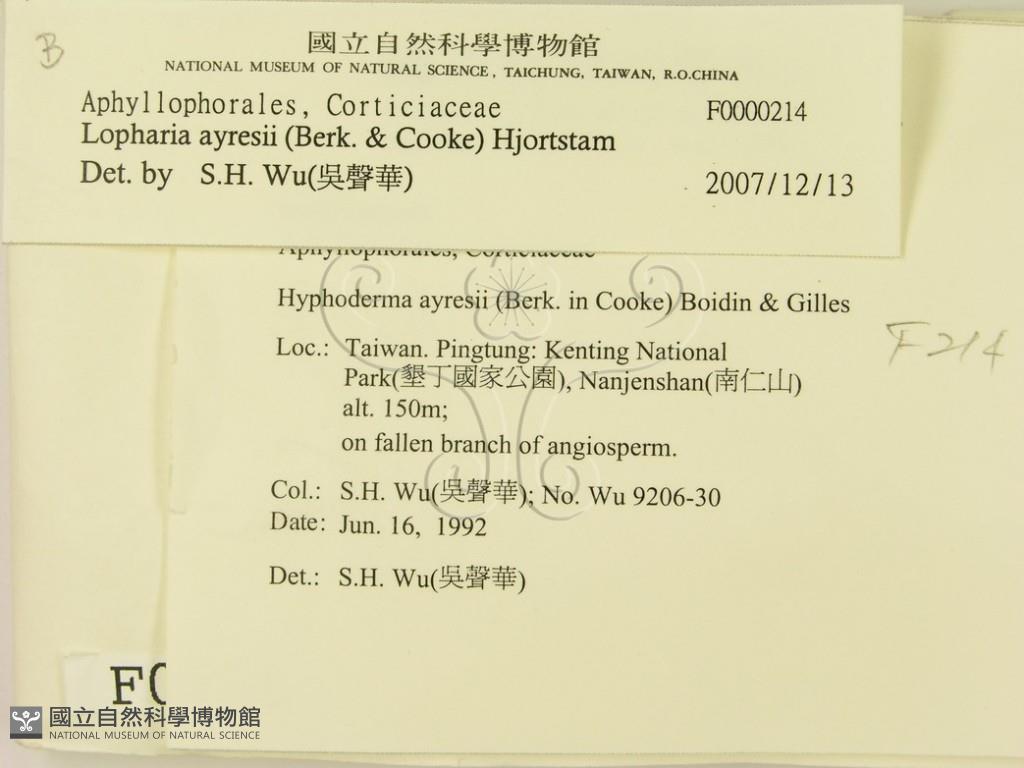 B
國立自然科學博物館
NATIONAL MUSEUM OF NATURAL SCIENCE, TAICHUNG, TAIWAN, R.O.CHINA
Aphyllophorales, Corticiaceae F0000214
Lopharia ayresii (Berk. & Cooke) Hjortstam
Det. by S.H. Wu(吳聲華) 2007/12/13
Aphyllophorales, Corticiaceae
Hyphoderma ayresii (Berk. in Cooke) Boidin & Gilles
F214
Loc.: Taiwan. Pingtung: Kenting National
Park(墾丁國家公園), Nanjenshan(南仁山)
alt. 150m;
on fallen branch of angiosperm.
Col.: S.H. Wu(吳聲華); No. Wu 9206-30
Date: Jun. 16, 1992
Det.: S.H. Wu(吳聲華)
國立自然科學博物館
NATIONAL MUSEUM OF NATURAL SCIENCE